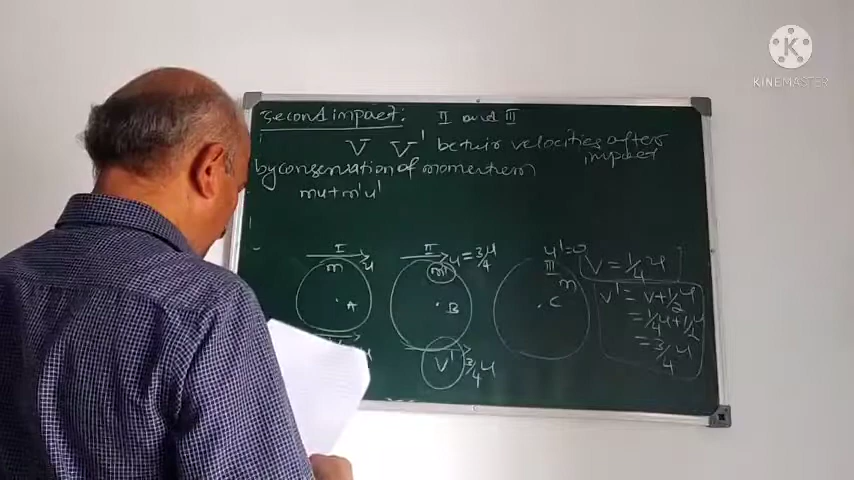 second impact: II and III
V V' be their velocities after
impact
by conservation of momentum
mu+m'u'
I
m
u
A
II
u = 3/4 u
m
B
V' 3/4 u
u'=0
III
m
C
V = 1/4 u
V' = V + 1/2 u
= 1/4 u + 1/2 u
= 3/4 u
K
KINEMASTER